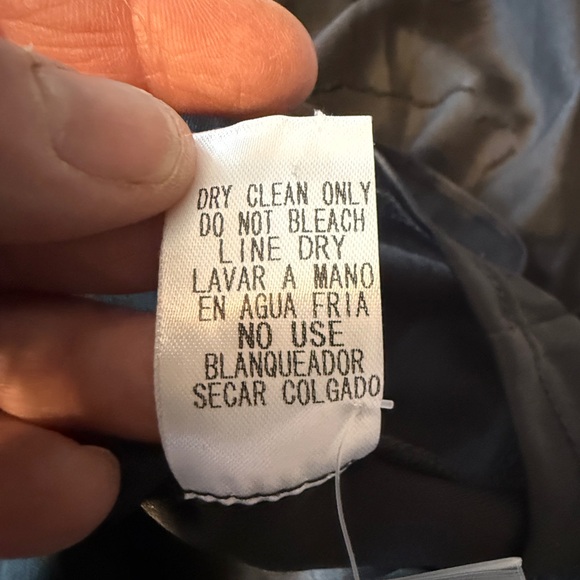 DRY CLEAN ONLY
DO NOT BLEACH
LINE DRY
LAVAR A MANO
EN AGUA FRIA
NO USE
BLANQUEADOR
SECAR COLGADO